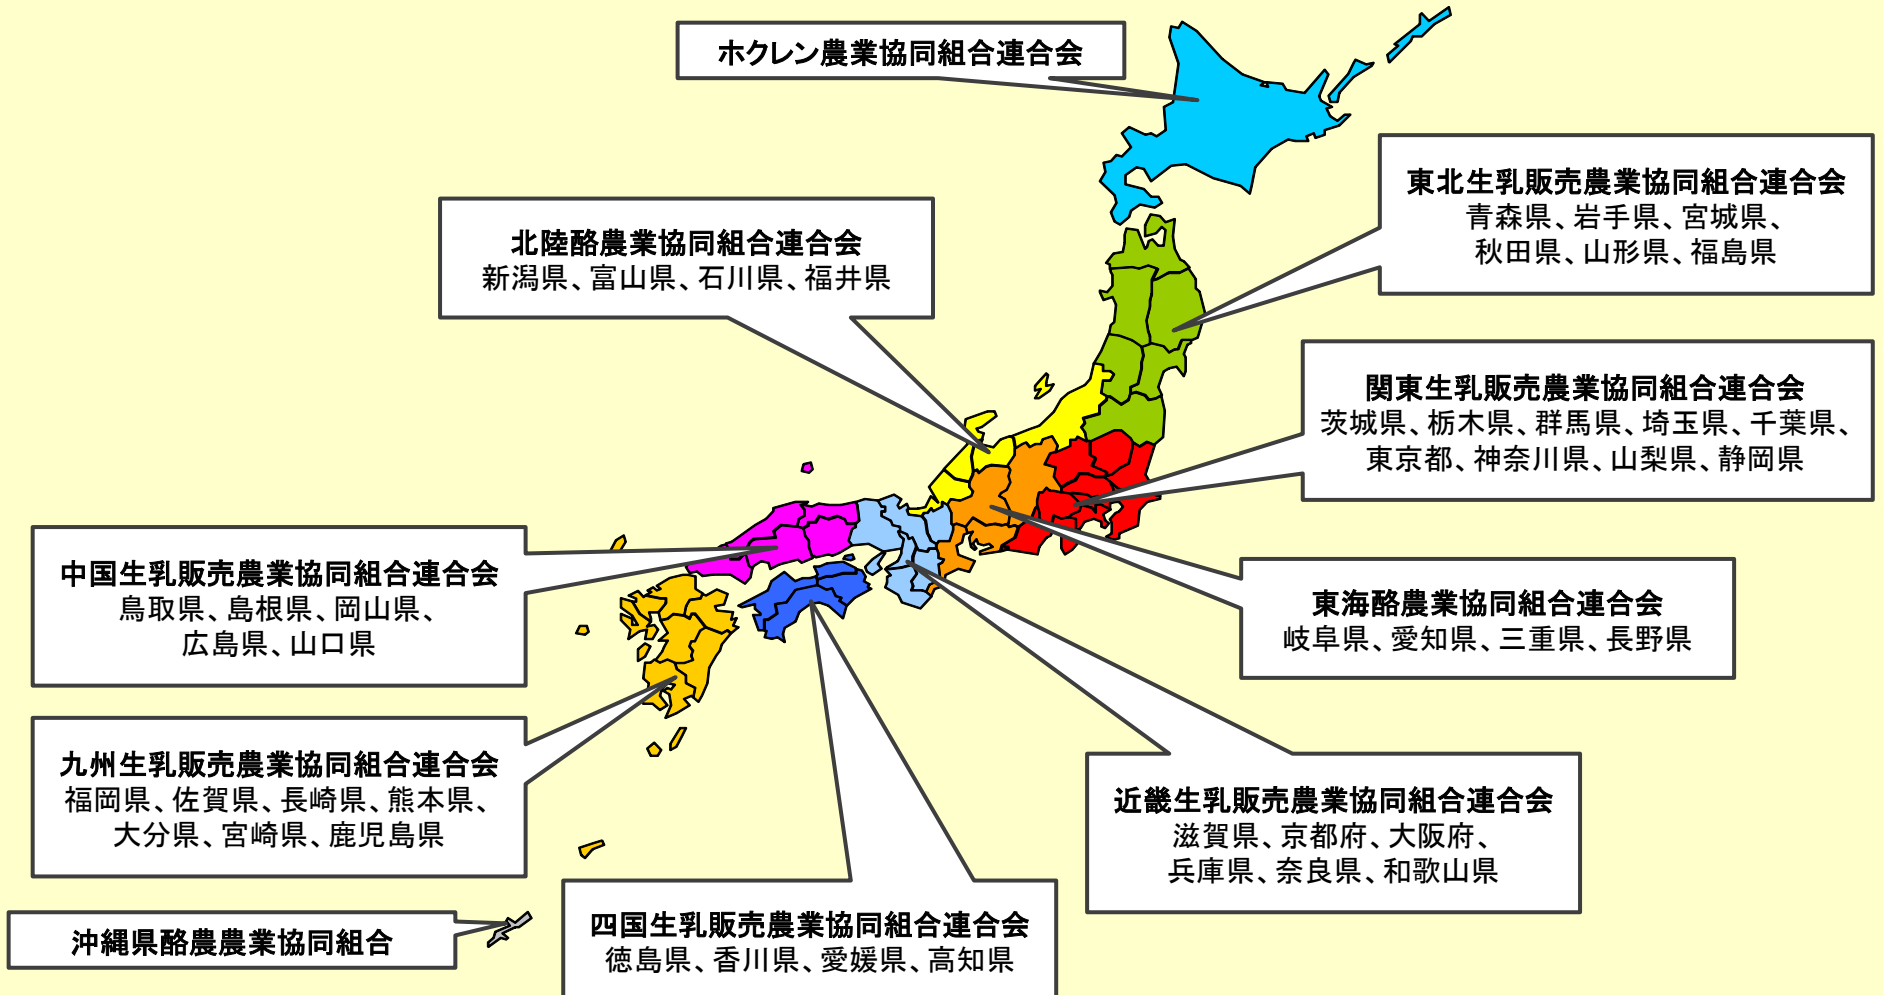 ホクレン農業協同組合連合会
東北生乳販売農業協同組合連合会
青森県、岩手県、宮城県、
秋田県、山形県、福島県
北陸酪農業協同組合連合会
新潟県、富山県、石川県、福井県
関東生乳販売農業協同組合連合会
茨城県、栃木県、群馬県、埼玉県、千葉県、
東京都、神奈川県、山梨県、静岡県
中国生乳販売農業協同組合連合会
鳥取県、島根県、岡山県、
広島県、山口県
東海酪農業協同組合連合会
岐阜県、愛知県、三重県、長野県
九州生乳販売農業協同組合連合会
福岡県、佐賀県、長崎県、熊本県、
大分県、宮崎県、鹿児島県
近畿生乳販売農業協同組合連合会
滋賀県、京都府、大阪府、
兵庫県、奈良県、和歌山県
四国生乳販売農業協同組合連合会
徳島県、香川県、愛媛県、高知県
沖縄県酪農農業協同組合